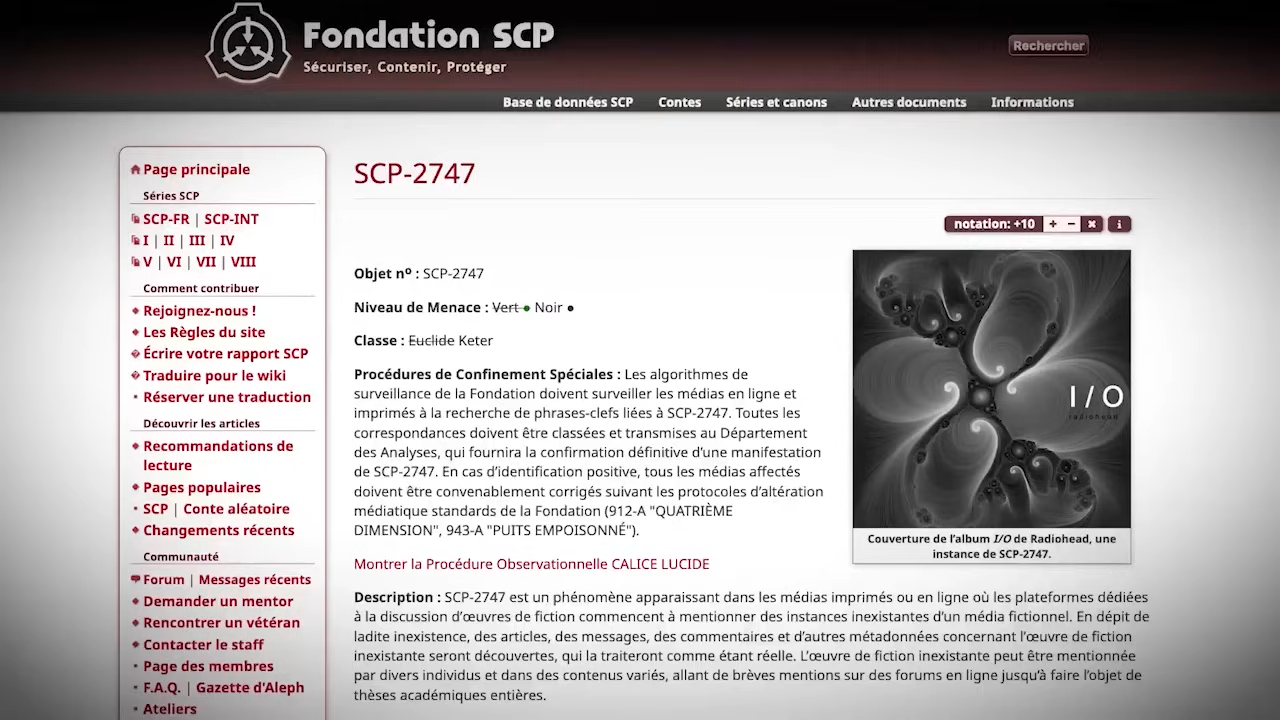 Fondation SCP
Sécuriser, Contenir, Protéger
Rechercher
Base de données SCP Contes Séries et canons Autres documents Informations
Page principale
Séries SCP
SCP-FR | SCP-INT
I | II | III | IV
V | VI | VII | VIII
Comment contribuer
Rejoignez-nous !
Les Règles du site
Écrire votre rapport SCP
Traduire pour le wiki
Réserver une traduction
Découvrir les articles
Recommandations de
lecture
Pages populaires
SCP | Conte aléatoire
Changements récents
Communauté
Forum | Messages récents
Demander un mentor
Rencontrer un vétéran
Contacter le staff
Page des membres
F.A.Q. | Gazette d'Aleph
Ateliers
SCP-2747
notation: +10 + − x i
Objet nº : SCP-2747
Niveau de Menace : Vert ● Noir ●
Classe : Euclide Keter
Procédures de Confinement Spéciales : Les algorithmes de
surveillance de la Fondation doivent surveiller les médias en ligne et
imprimés à la recherche de phrases-clefs liées à SCP-2747. Toutes les
correspondances doivent être classées et transmises au Département
des Analyses, qui fournira la confirmation définitive d’une manifestation
de SCP-2747. En cas d’identification positive, tous les médias affectés
doivent être convenablement corrigés suivant les protocoles d’altération
médiatique standards de la Fondation (912-A "QUATRIÈME
DIMENSION", 943-A "PUITS EMPOISONNÉ").
I / O
radiohead
Couverture de l’album I/O de Radiohead, une
instance de SCP-2747.
Montrer la Procédure Observationnelle CALICE LUCIDE
Description : SCP-2747 est un phénomène apparaissant dans les médias imprimés ou en ligne où les plateformes dédiées
à la discussion d’œuvres de fiction commencent à mentionner des instances inexistantes d’un média fictionnel. En dépit de
ladite inexistence, des articles, des messages, des commentaires et d’autres métadonnées concernant l’œuvre de fiction
inexistante seront découvertes, qui la traiteront comme étant réelle. L’œuvre de fiction inexistante peut être mentionnée
par divers individus et dans des contenus variés, allant de brèves mentions sur des forums en ligne jusqu’à faire l’objet de
thèses académiques entières.